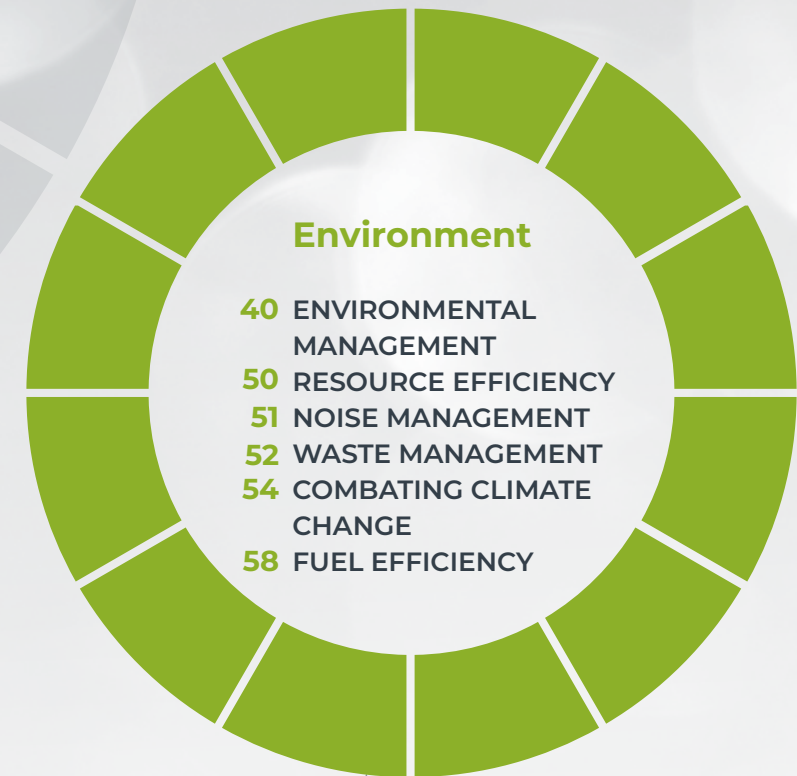 Environment
40 ENVIRONMENTAL
MANAGEMENT
50 RESOURCE EFFICIENCY
51 NOISE MANAGEMENT
52 WASTE MANAGEMENT
54 COMBATING CLIMATE
CHANGE
58 FUEL EFFICIENCY